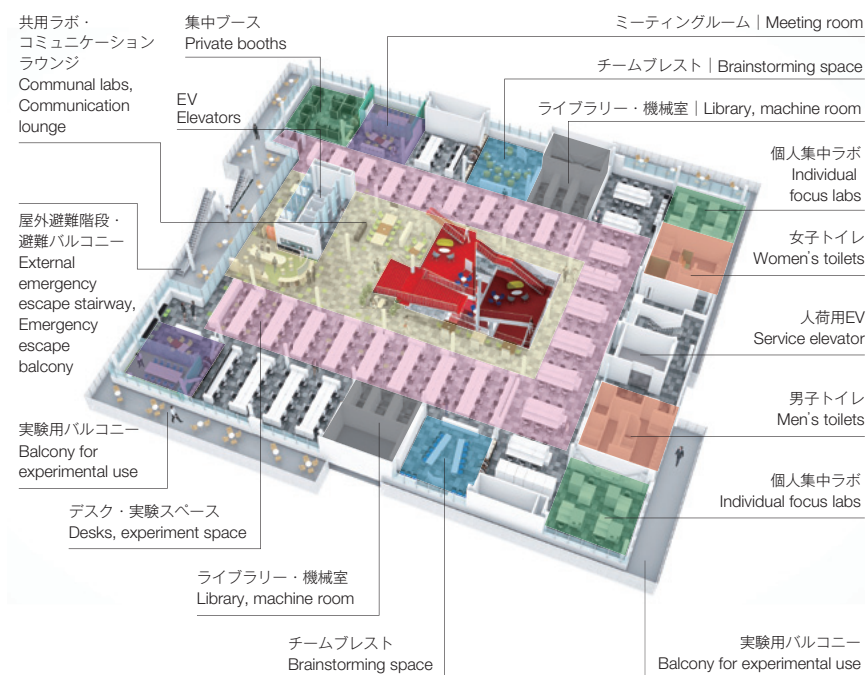 共用ラボ・
コミュニケーション
ラウンジ
Communal labs,
Communication
lounge
集中ブース
Private booths
EV
Elevators
屋外避難階段・
避難バルコニー
External
emergency
escape stairway,
Emergency
escape
balcony
実験用バルコニー
Balcony for
experimental use
デスク・実験スペース
Desks, experiment space
ライブラリー・機械室
Library, machine room
チームブレスト
Brainstorming space
ミーティングルーム | Meeting room
チームブレスト | Brainstorming space
ライブラリー・機械室 | Library, machine room
個人集中ラボ
Individual
focus labs
女子トイレ
Women's toilets
人荷用EV
Service elevator
男子トイレ
Men's toilets
個人集中ラボ
Individual focus labs
実験用バルコニー
Balcony for experimental use